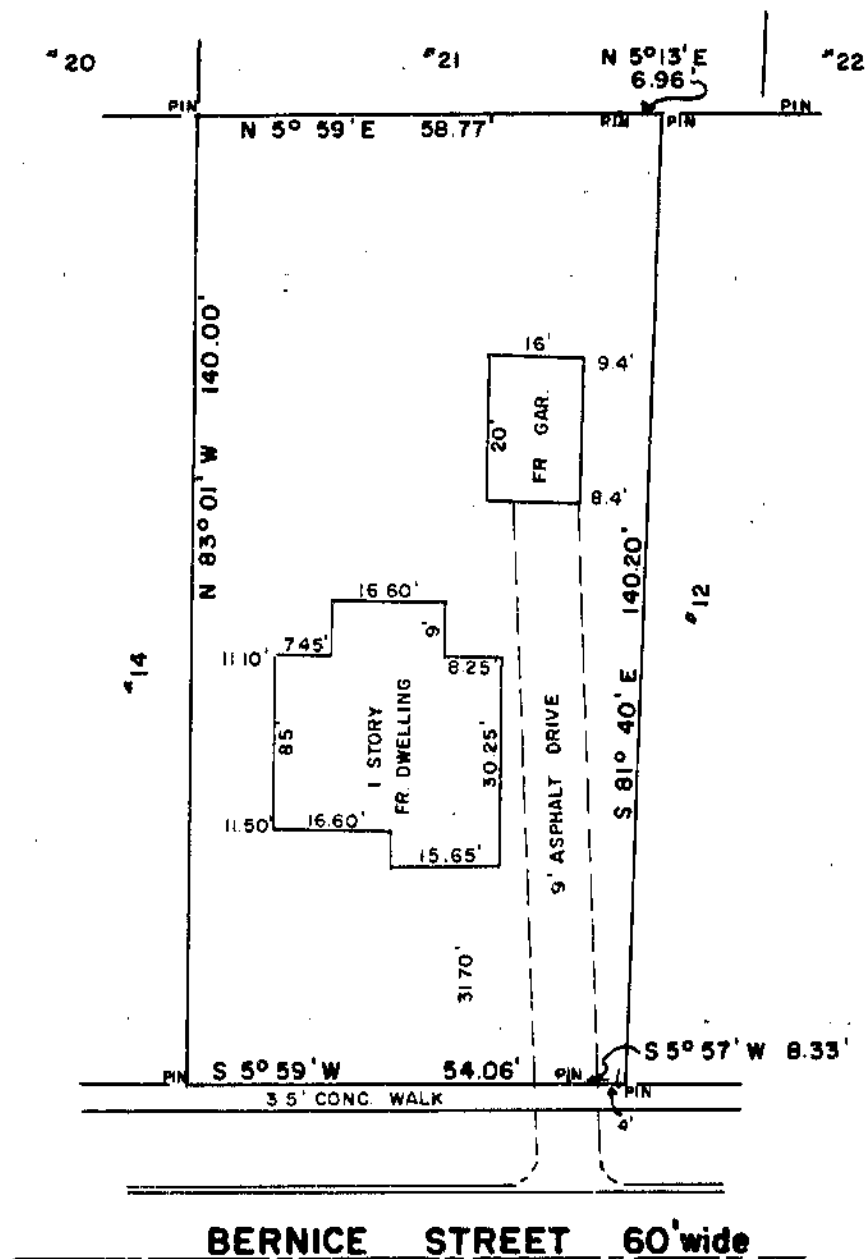 #20
#21
N 5° 13' E
6.96'
#22
PIN
N 5° 59' E 58.77'
PIN
PIN
PIN
N 83° 01' W 140.00'
16'
9.4'
20'
FR GAR.
8.4'
S 81° 40' E 140.20'
#12
#14
16.60'
9'
7.45'
11.10'
8.25'
85'
1 STORY
FR. DWELLING
30.25'
9' ASPHALT DRIVE
11.50'
16.60'
15.65'
31.70'
S 5° 57' W 8.33'
PIN
S 5° 59' W 54.06'
PIN
PIN
3 5' CONC. WALK
4'
BERNICE STREET 60' wide